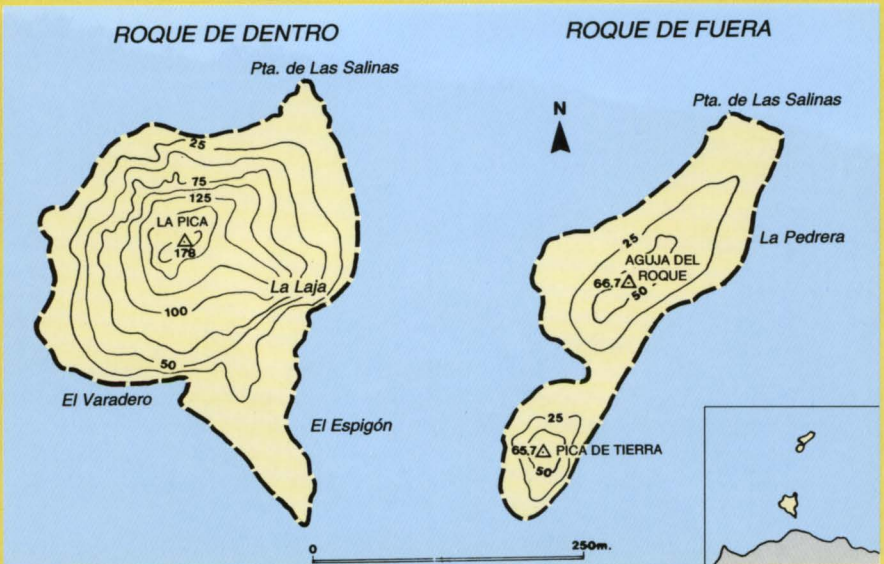 ROQUE DE DENTRO
ROQUE DE FUERA
Pta. de Las Salinas
Pta. de Las Salinas
N
25
75
125
LA PICA
178
La Laja
100
50
El Varadero
El Espigón
25
La Pedrera
AGUJA DEL
ROQUE
66.7
50
25
65.7
PICA DE TIERRA
50
0
250m.